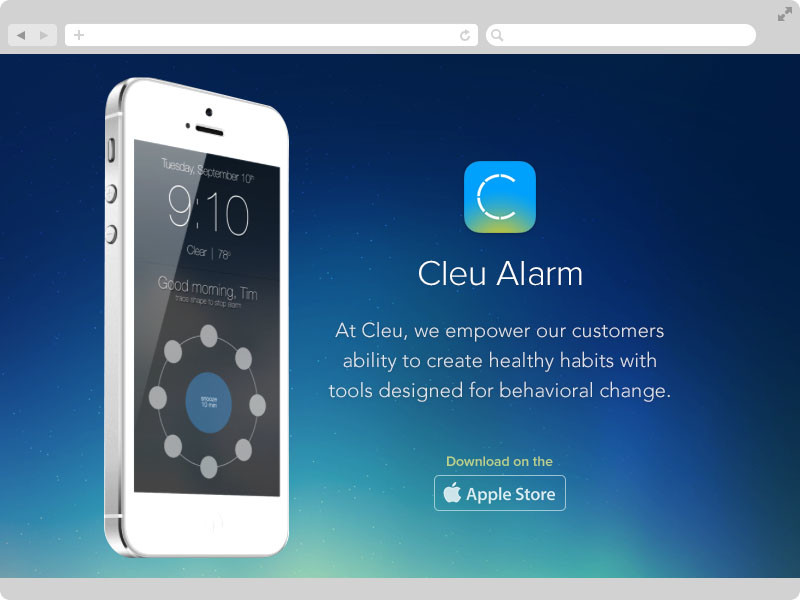 Tuesday, September 10th
9:10
Clear | 78°
Good morning, Tim
trace shape to stop alarm
snooze
10 min
C
Cleu Alarm
At Cleu, we empower our customers
ability to create healthy habits with
tools designed for behavioral change.
Download on the
Apple Store